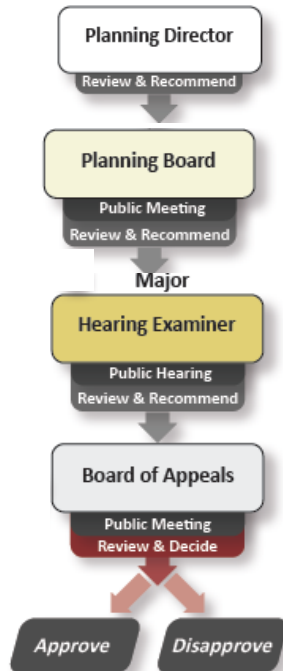 Planning Director
Review & Recommend
Planning Board
Public Meeting
Review & Recommend
Major
Hearing Examiner
Public Hearing
Review & Recommend
Board of Appeals
Public Meeting
Review & Decide
Approve Disapprove